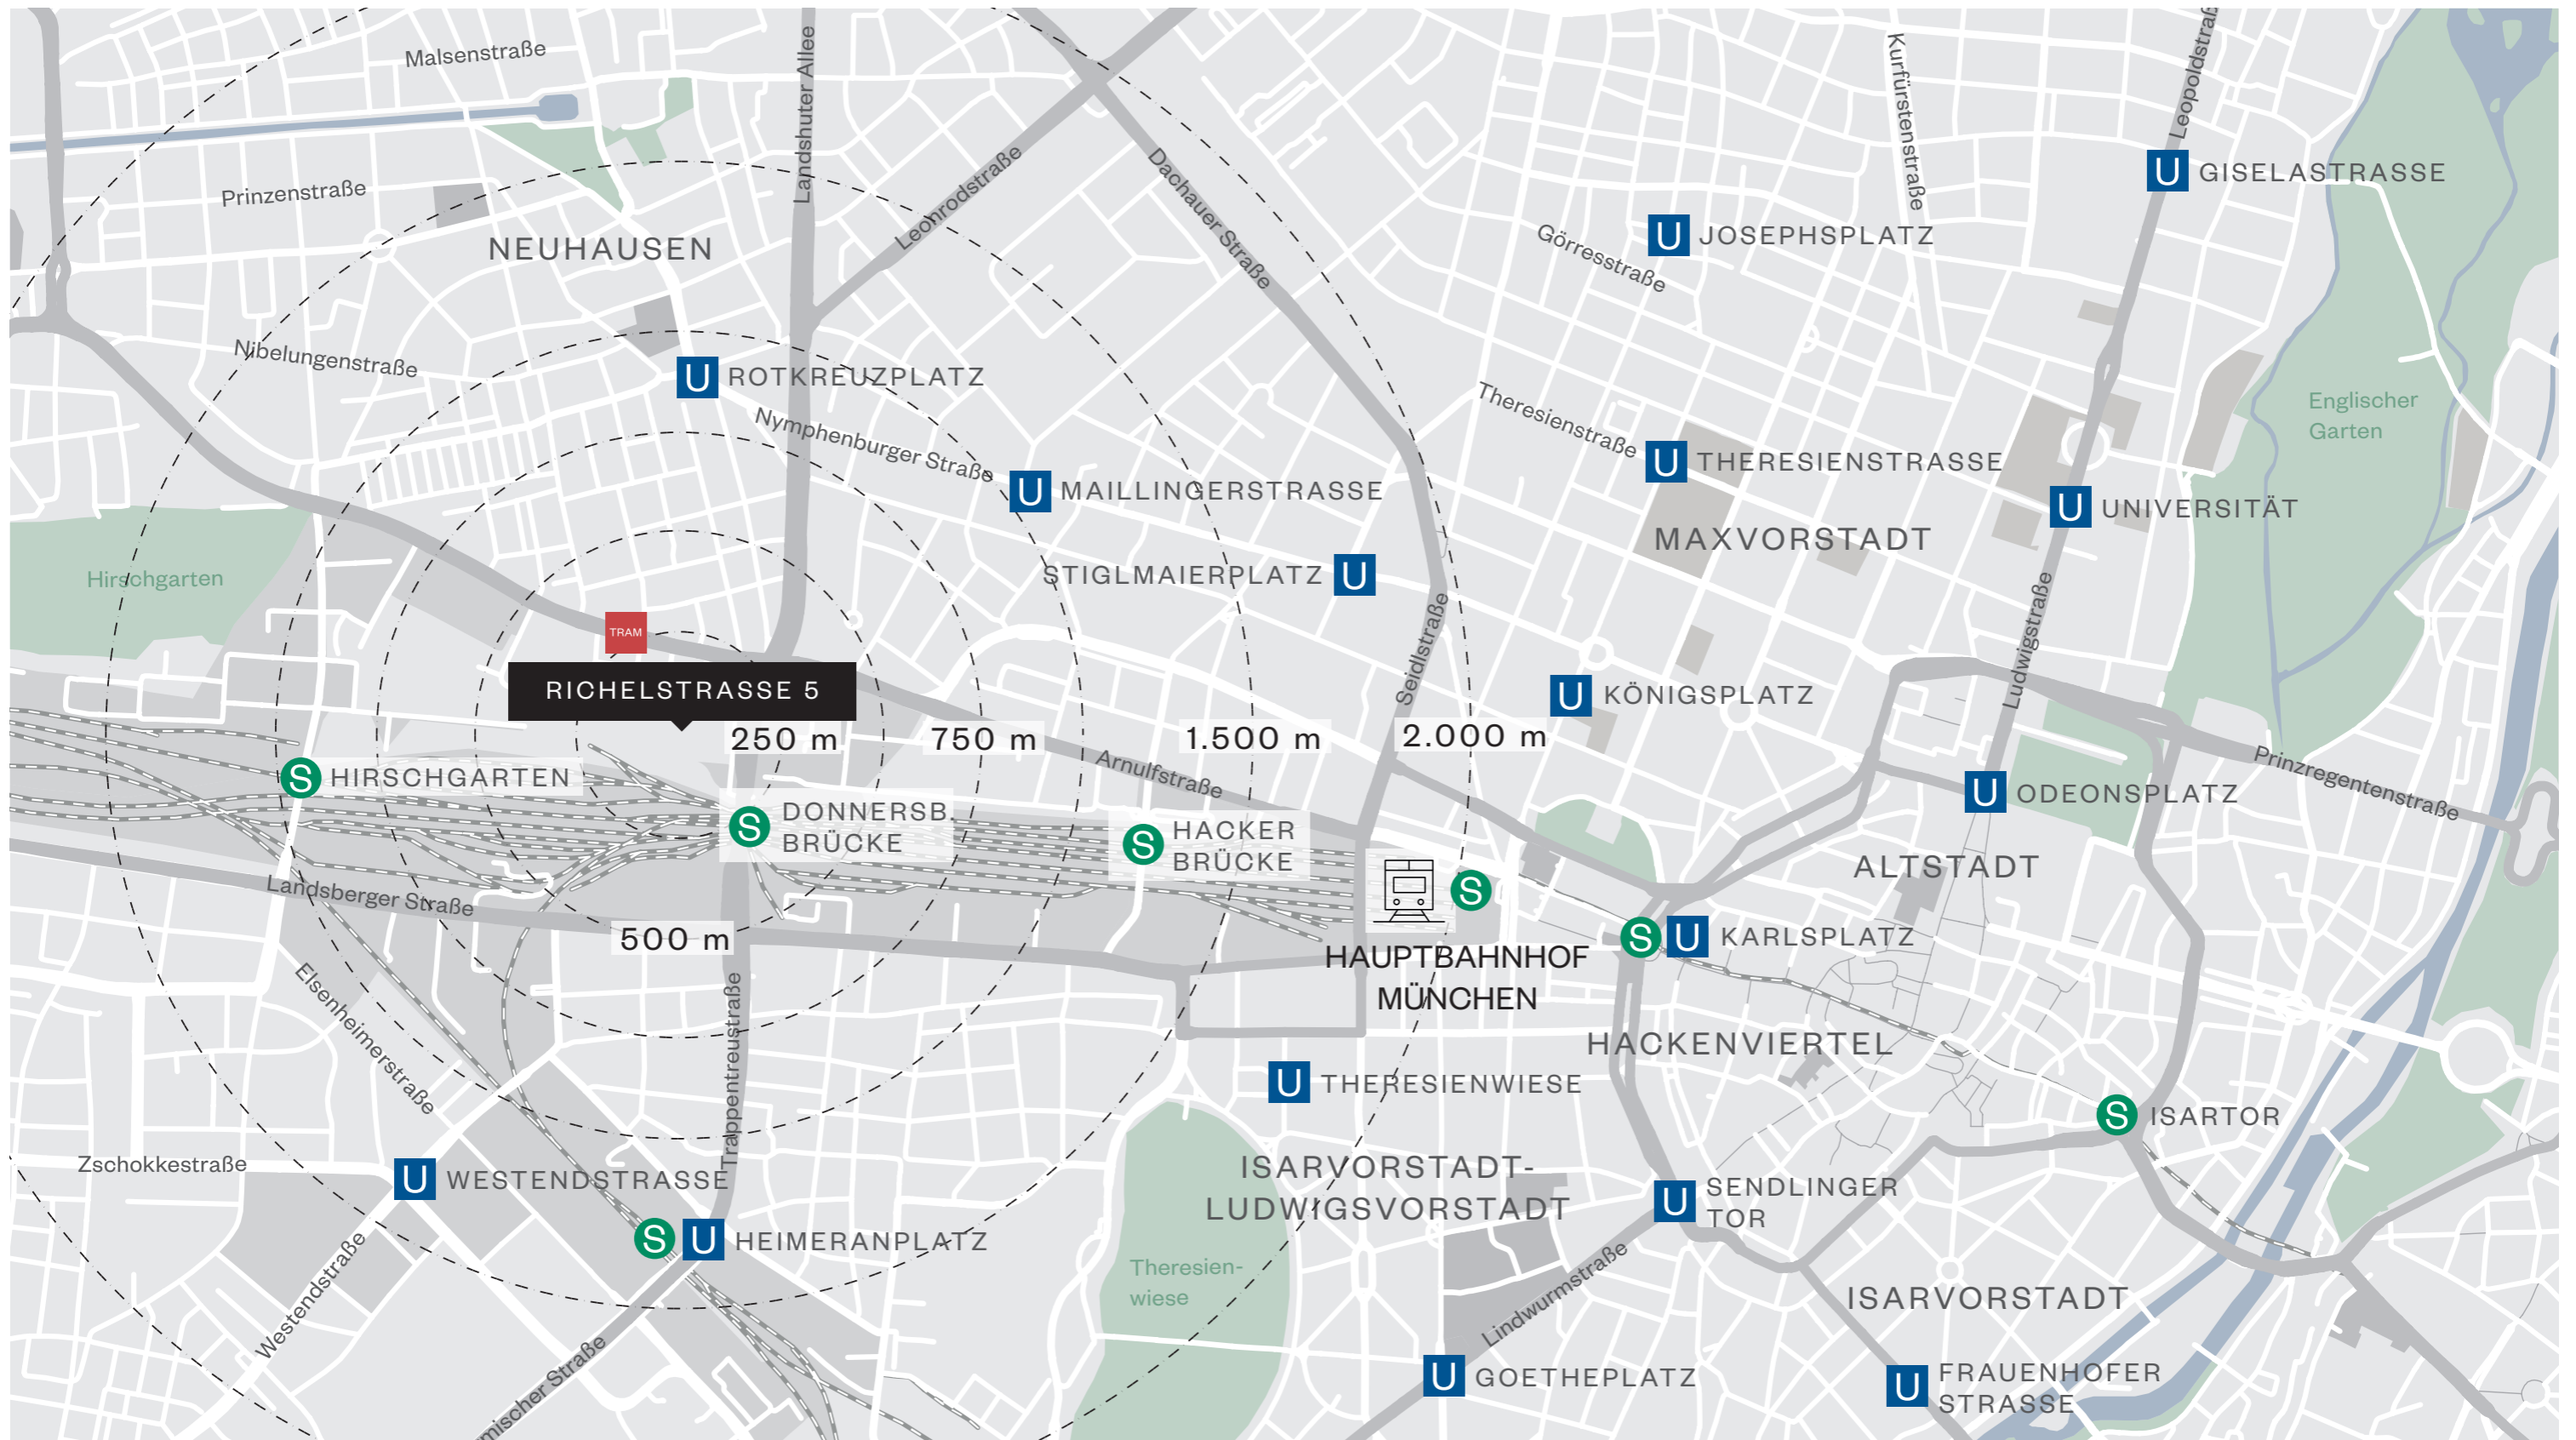 Malsenstraße
Landshuter Allee
Leopoldstraß
Kurfürstenstraße
Prinzenstraße
Leonrodstraße
Dachauer Straße
U GISELASTRASSE
NEUHAUSEN
Görresstraße
U JOSEPHSPLATZ
Nibelungenstraße
U ROTKREUZPLATZ
Nymphenburger Straße
Theresienstraße
Englischer
Garten
U THERESIENSTRASSE
U MAILLINGERSTRASSE
U UNIVERSITÄT
MAXVORSTADT
Hirschgarten
STIGLMAIERPLATZ U
TRAM
Seidlstraße
Ludwigstraße
RICHELSTRASSE 5
U KÖNIGSPLATZ
250 m
750 m
1.500 m
2.000 m
Arnulfstraße
Prinzregentenstraße
S HIRSCHGARTEN
U ODEONSPLATZ
S DONNERSB.
BRÜCKE
S HACKER
BRÜCKE
ALTSTADT
Landsberger Straße
S
500 m
S U KARLSPLATZ
HAUPTBAHNHOF
MÜNCHEN
Elsenheimerstraße
Trappentreustraße
HACKENVIERTEL
U THERESIENWIESE
S ISARTOR
Zschokkestraße
U WESTENDSTRASSE
ISARVORSTADT-
LUDWIGSVORSTADT
U SENDLINGER
TOR
S U HEIMERANPLATZ
Theresien-
wiese
Westendstraße
Lindwurmstraße
ISARVORSTADT
mischer Straße
U GOETHEPLATZ
U FRAUENHOFER
STRASSE